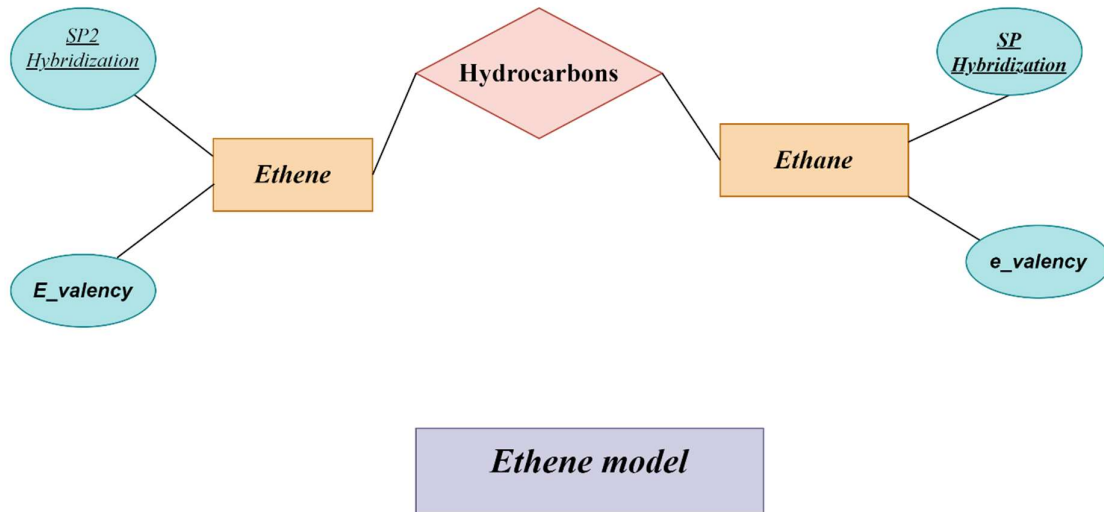 SP2
Hybridization
Hydrocarbons
SP
Hybridization
Ethene
Ethane
E_valency
e_valency
Ethene model